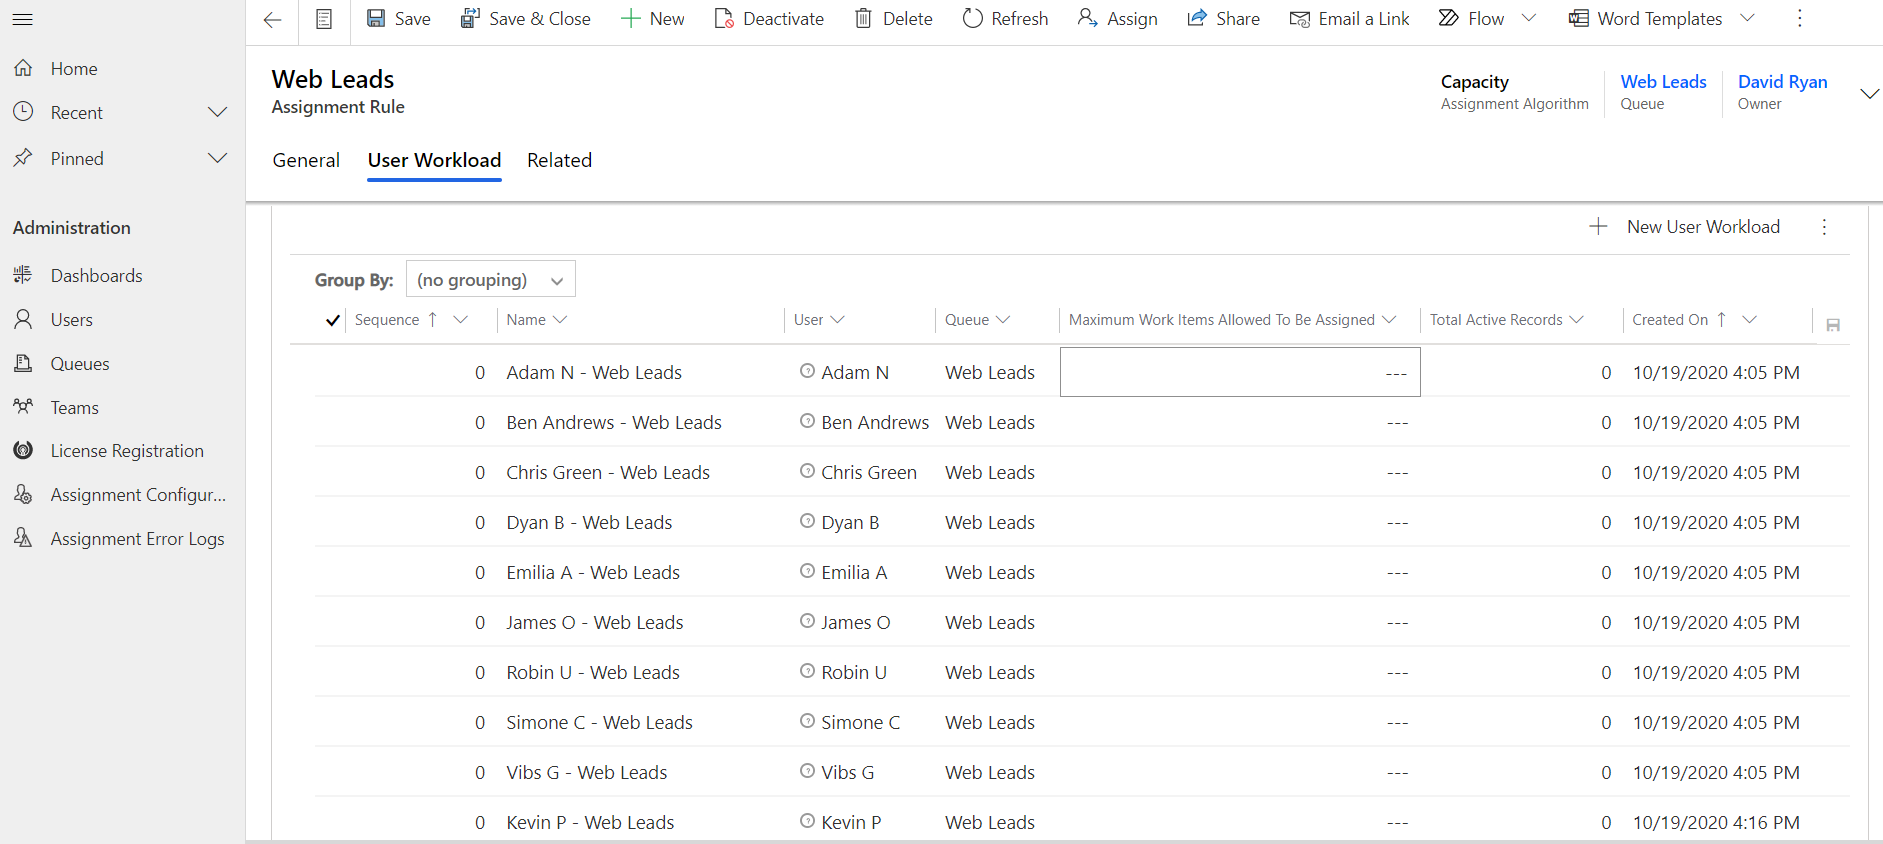 Home
Recent
Pinned
Administration
Dashboards
Users
Queues
Teams
License Registration
Assignment Configur...
Assignment Error Logs
Save Save & Close New Deactivate Delete Refresh Assign Share Email a Link Flow Word Templates
Web Leads
Assignment Rule
Capacity
Assignment Algorithm
Web Leads
Queue
David Ryan
Owner
General User Workload Related
New User Workload
Group By: (no grouping)
Sequence Name User Queue Maximum Work Items Allowed To Be Assigned Total Active Records Created On
0 Adam N - Web Leads Adam N Web Leads --- 0 10/19/2020 4:05 PM
0 Ben Andrews - Web Leads Ben Andrews Web Leads --- 0 10/19/2020 4:05 PM
0 Chris Green - Web Leads Chris Green Web Leads --- 0 10/19/2020 4:05 PM
0 Dyan B - Web Leads Dyan B Web Leads --- 0 10/19/2020 4:05 PM
0 Emilia A - Web Leads Emilia A Web Leads --- 0 10/19/2020 4:05 PM
0 James O - Web Leads James O Web Leads --- 0 10/19/2020 4:05 PM
0 Robin U - Web Leads Robin U Web Leads --- 0 10/19/2020 4:05 PM
0 Simone C - Web Leads Simone C Web Leads --- 0 10/19/2020 4:05 PM
0 Vibs G - Web Leads Vibs G Web Leads --- 0 10/19/2020 4:05 PM
0 Kevin P - Web Leads Kevin P Web Leads --- 0 10/19/2020 4:16 PM